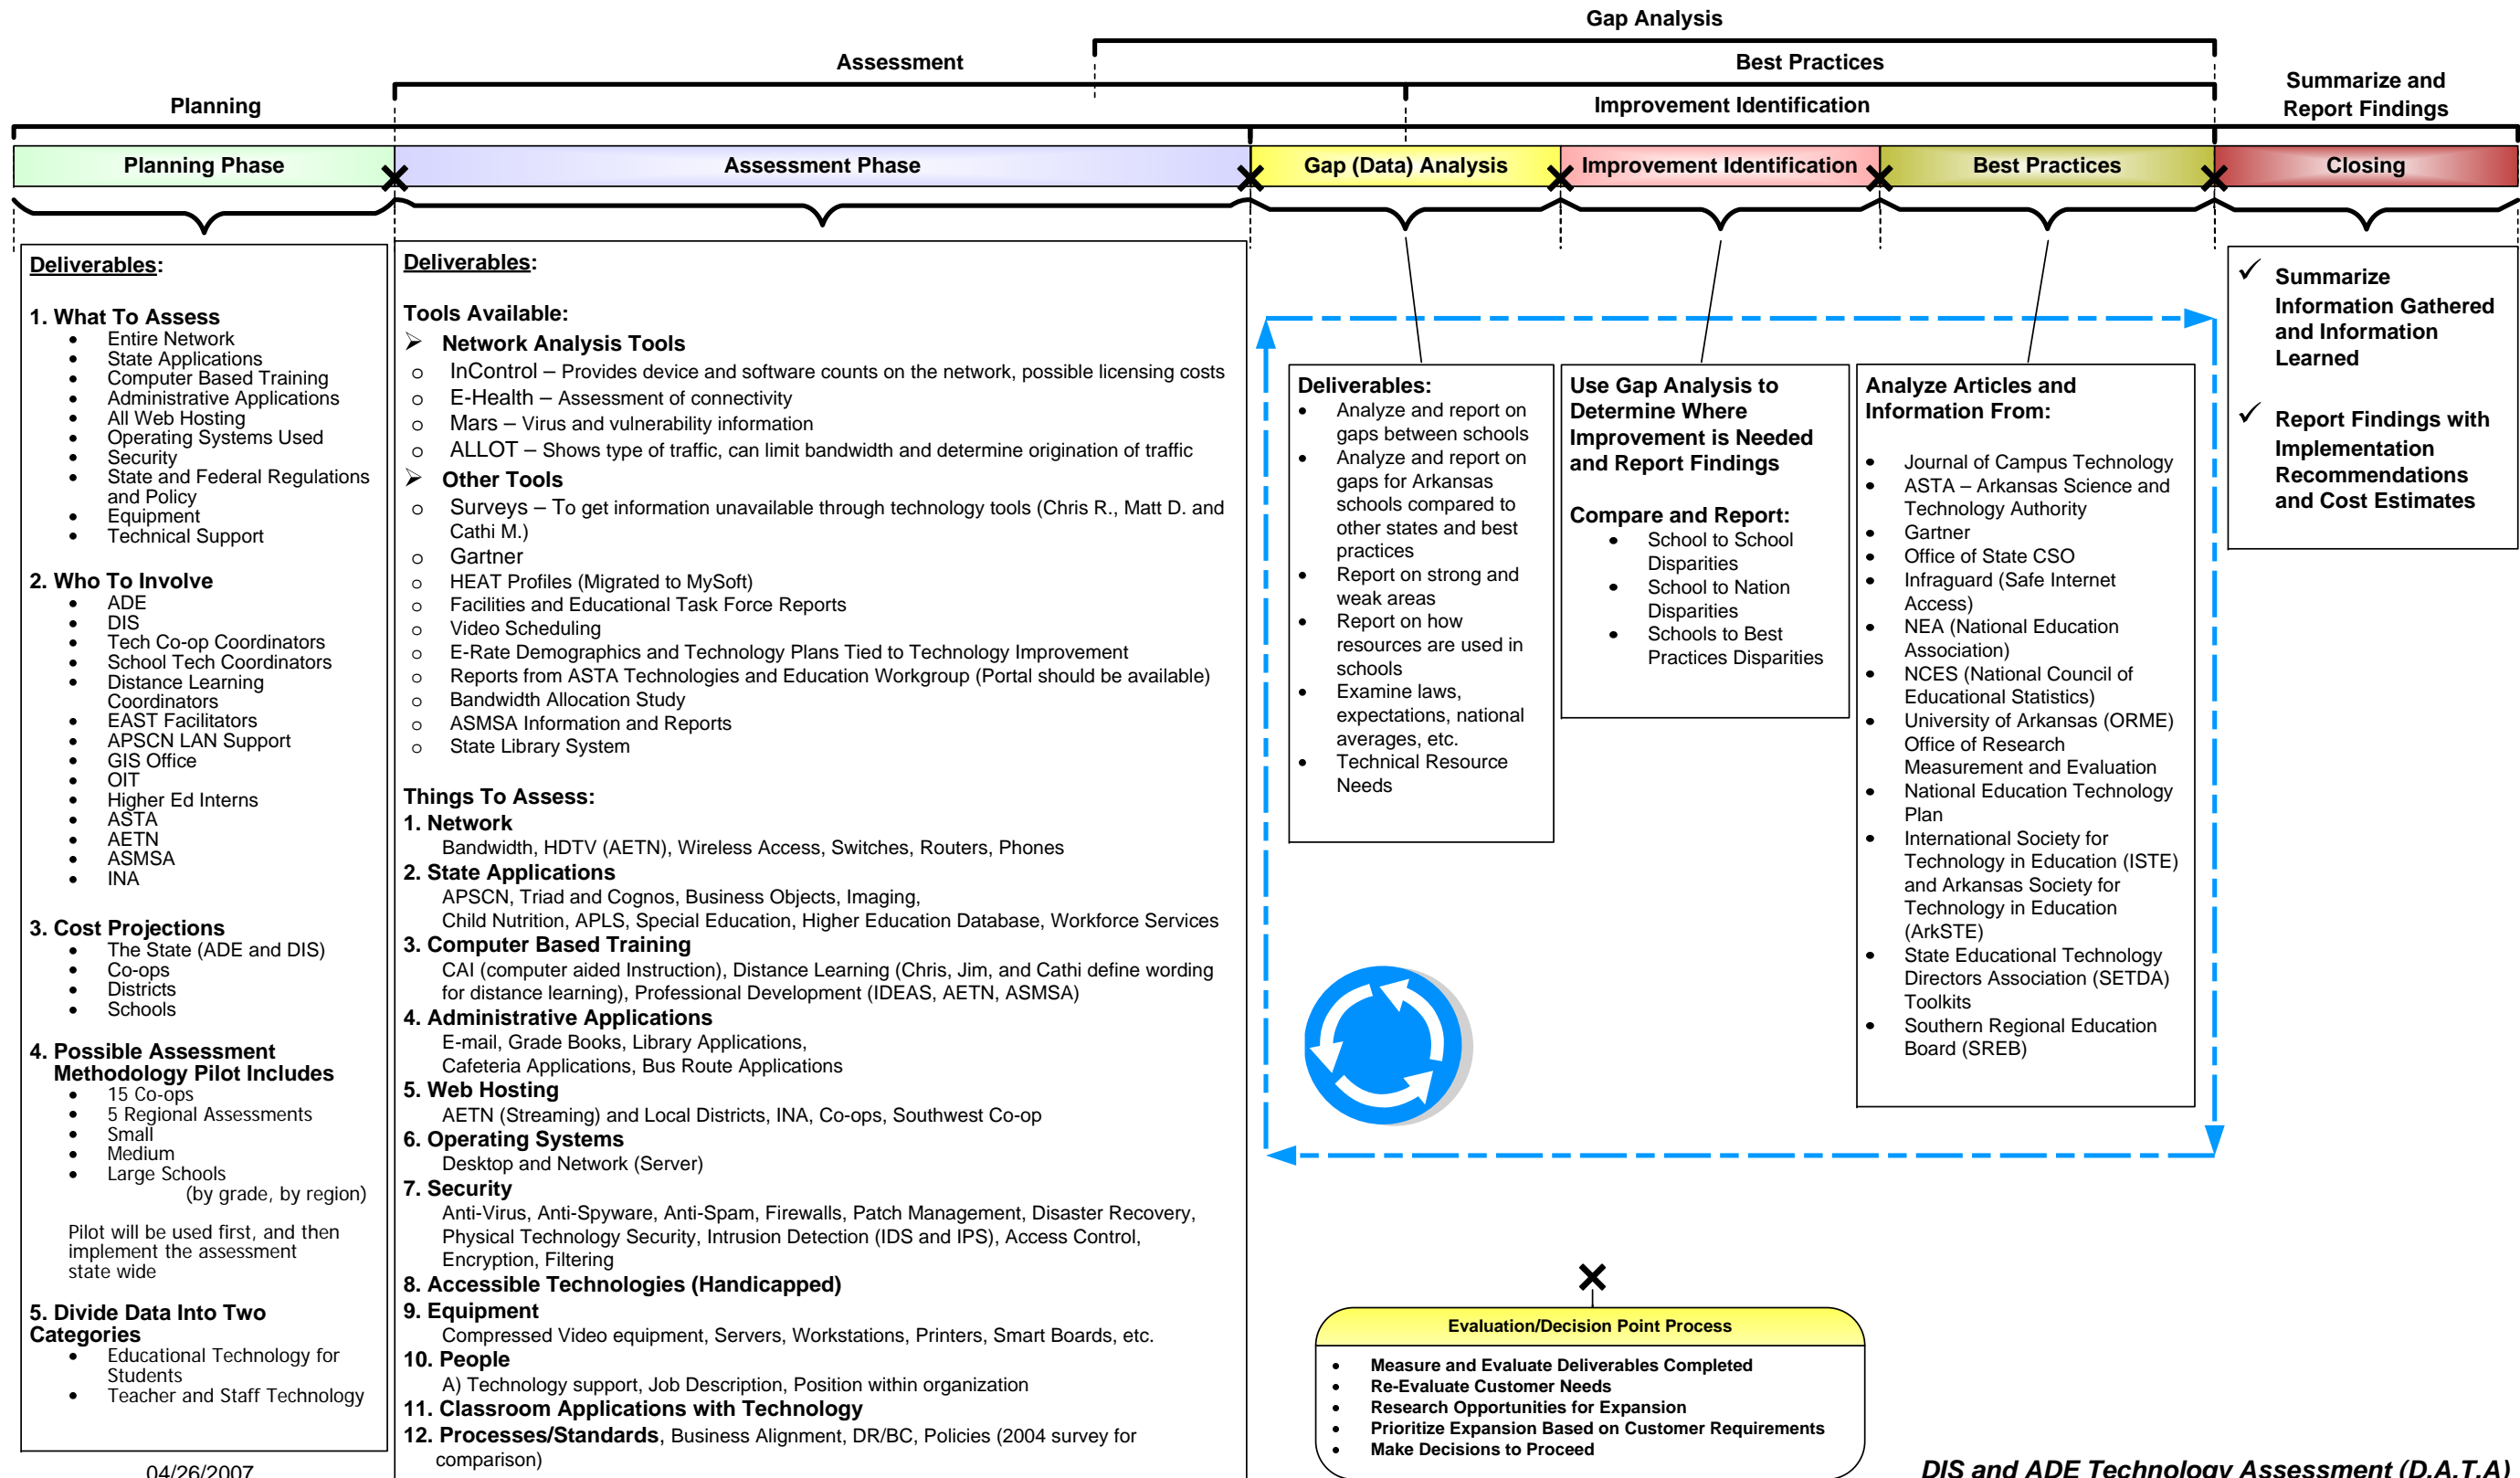 Gap Analysis
Assessment
Best Practices
Planning
Improvement Identification
Summarize and
Report Findings
Planning Phase
Assessment Phase
Gap (Data) Analysis
Improvement Identification
Best Practices
Closing
Deliverables:
1. What To Assess
• Entire Network
• State Applications
• Computer Based Training
• Administrative Applications
• All Web Hosting
• Operating Systems Used
• Security
• State and Federal Regulations
and Policy
• Equipment
• Technical Support
2. Who To Involve
• ADE
• DIS
• Tech Co-op Coordinators
• School Tech Coordinators
• Distance Learning
Coordinators
• EAST Facilitators
• APSCN LAN Support
• GIS Office
• OIT
• Higher Ed Interns
• ASTA
• AETN
• ASMSA
• INA
3. Cost Projections
• The State (ADE and DIS)
• Co-ops
• Districts
• Schools
4. Possible Assessment
Methodology Pilot Includes
• 15 Co-ops
• 5 Regional Assessments
• Small
• Medium
• Large Schools
(by grade, by region)
Pilot will be used first, and then
implement the assessment
state wide
5. Divide Data Into Two
Categories
• Educational Technology for
Students
• Teacher and Staff Technology
04/26/2007
Deliverables:
Tools Available:
➢ Network Analysis Tools
o InControl – Provides device and software counts on the network, possible licensing costs
o E-Health – Assessment of connectivity
o Mars – Virus and vulnerability information
o ALLOT – Shows type of traffic, can limit bandwidth and determine origination of traffic
➢ Other Tools
o Surveys – To get information unavailable through technology tools (Chris R., Matt D. and
Cathi M.)
o Gartner
o HEAT Profiles (Migrated to MySoft)
o Facilities and Educational Task Force Reports
o Video Scheduling
o E-Rate Demographics and Technology Plans Tied to Technology Improvement
o Reports from ASTA Technologies and Education Workgroup (Portal should be available)
o Bandwidth Allocation Study
o ASMSA Information and Reports
o State Library System
Things To Assess:
1. Network
Bandwidth, HDTV (AETN), Wireless Access, Switches, Routers, Phones
2. State Applications
APSCN, Triad and Cognos, Business Objects, Imaging,
Child Nutrition, APLS, Special Education, Higher Education Database, Workforce Services
3. Computer Based Training
CAI (computer aided Instruction), Distance Learning (Chris, Jim, and Cathi define wording
for distance learning), Professional Development (IDEAS, AETN, ASMSA)
4. Administrative Applications
E-mail, Grade Books, Library Applications,
Cafeteria Applications, Bus Route Applications
5. Web Hosting
AETN (Streaming) and Local Districts, INA, Co-ops, Southwest Co-op
6. Operating Systems
Desktop and Network (Server)
7. Security
Anti-Virus, Anti-Spyware, Anti-Spam, Firewalls, Patch Management, Disaster Recovery,
Physical Technology Security, Intrusion Detection (IDS and IPS), Access Control,
Encryption, Filtering
8. Accessible Technologies (Handicapped)
9. Equipment
Compressed Video equipment, Servers, Workstations, Printers, Smart Boards, etc.
10. People
A) Technology support, Job Description, Position within organization
11. Classroom Applications with Technology
12. Processes/Standards, Business Alignment, DR/BC, Policies (2004 survey for
comparison)
Deliverables:
• Analyze and report on
gaps between schools
• Analyze and report on
gaps for Arkansas
schools compared to
other states and best
practices
• Report on strong and
weak areas
• Report on how
resources are used in
schools
• Examine laws,
expectations, national
averages, etc.
• Technical Resource
Needs
Use Gap Analysis to
Determine Where
Improvement is Needed
and Report Findings
Compare and Report:
• School to School
Disparities
• School to Nation
Disparities
• Schools to Best
Practices Disparities
Analyze Articles and
Information From:
• Journal of Campus Technology
• ASTA – Arkansas Science and
Technology Authority
• Gartner
• Office of State CSO
• Infraguard (Safe Internet
Access)
• NEA (National Education
Association)
• NCES (National Council of
Educational Statistics)
• University of Arkansas (ORME)
Office of Research
Measurement and Evaluation
• National Education Technology
Plan
• International Society for
Technology in Education (ISTE)
and Arkansas Society for
Technology in Education
(ArkSTE)
• State Educational Technology
Directors Association (SETDA)
Toolkits
• Southern Regional Education
Board (SREB)
✓ Summarize
Information Gathered
and Information
Learned
✓ Report Findings with
Implementation
Recommendations
and Cost Estimates
Evaluation/Decision Point Process
• Measure and Evaluate Deliverables Completed
• Re-Evaluate Customer Needs
• Research Opportunities for Expansion
• Prioritize Expansion Based on Customer Requirements
• Make Decisions to Proceed
DIS and ADE Technology Assessment (D.A.T.A)